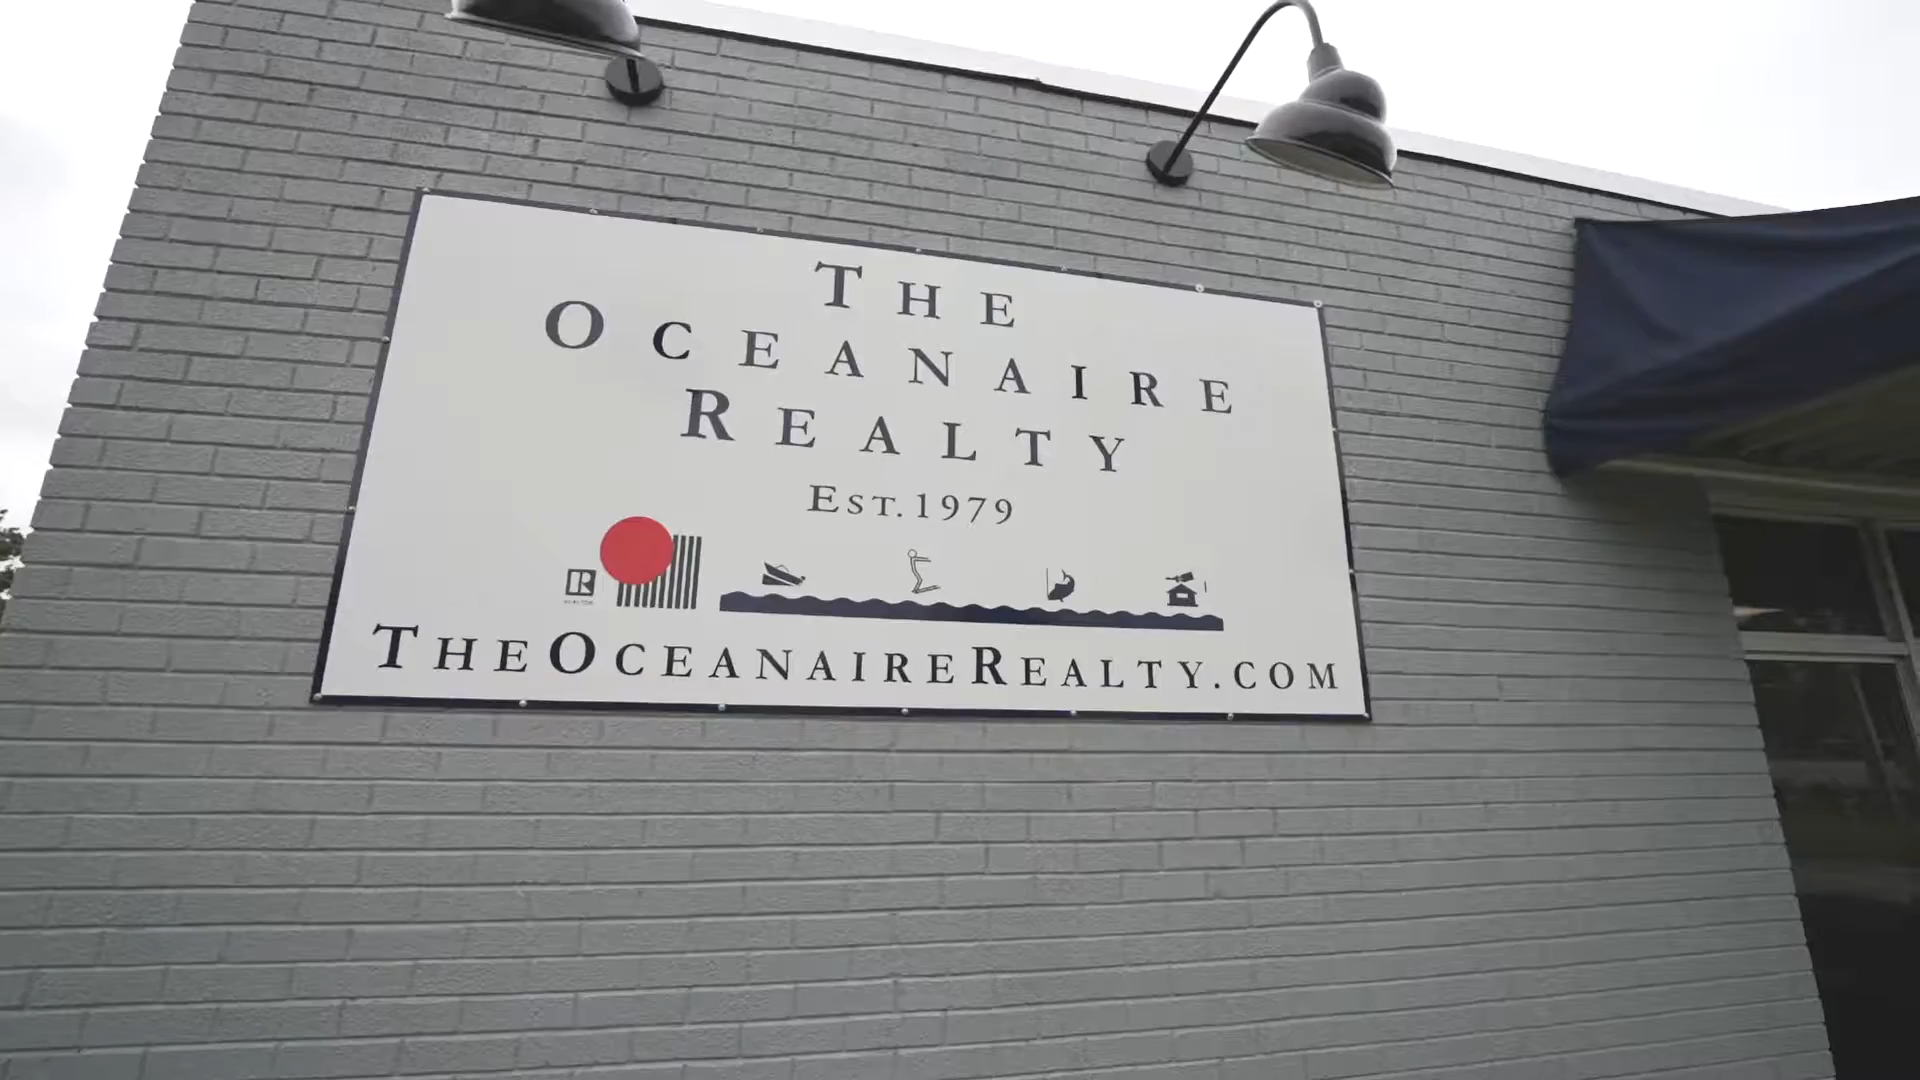 THE
OCEANAIRE
REALTY
EST. 1979
R
THEOCEANAIREREALTY.COM